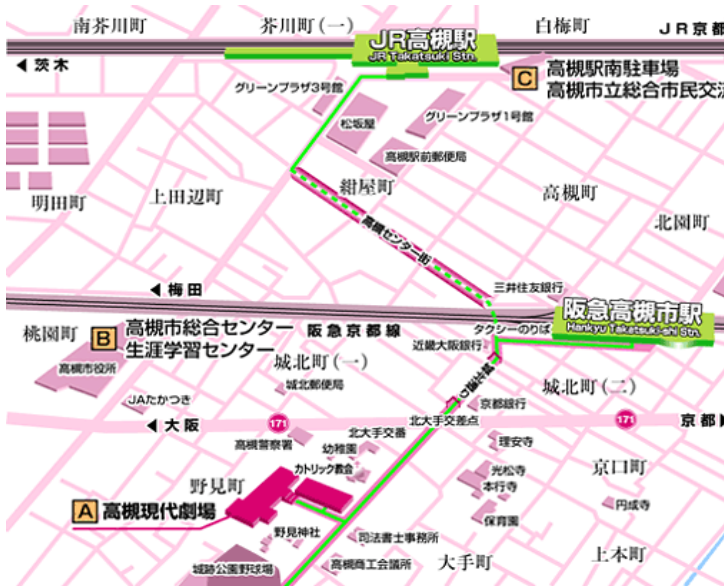 南芥川町
芥川町(一)
白梅町
JR京都
JR高槻駅
JR Takatsuki Stn.
茨木
C
高槻駅南駐車場
高槻市立総合市民交流
グリーンプラザ3号館
松坂屋
グリーンプラザ1号館
高槻駅前郵便局
明田町
上田辺町
紺屋町
高槻町
北園町
高槻センター街
梅田
三井住友銀行
阪急高槻市駅
Hankyu Takatsuki-shi Stn.
桃園町
B
高槻市総合センター
生涯学習センター
阪急京都線
タクシーのりば
近畿大阪銀行
高槻市役所
城北町(一)
城北郵便局
城北通り
城北町(二)
JAたかつき
京都銀行
大阪
171
北大手交差点
171
京都
高槻警察署
北大手交番
幼稚園
カトリック教会
理安寺
野見町
光松寺
本行寺
京口町
A
高槻現代劇場
保育園
円成寺
野見神社
司法書士事務所
城跡公園野球場
高槻商工会議所
大手町
上本町